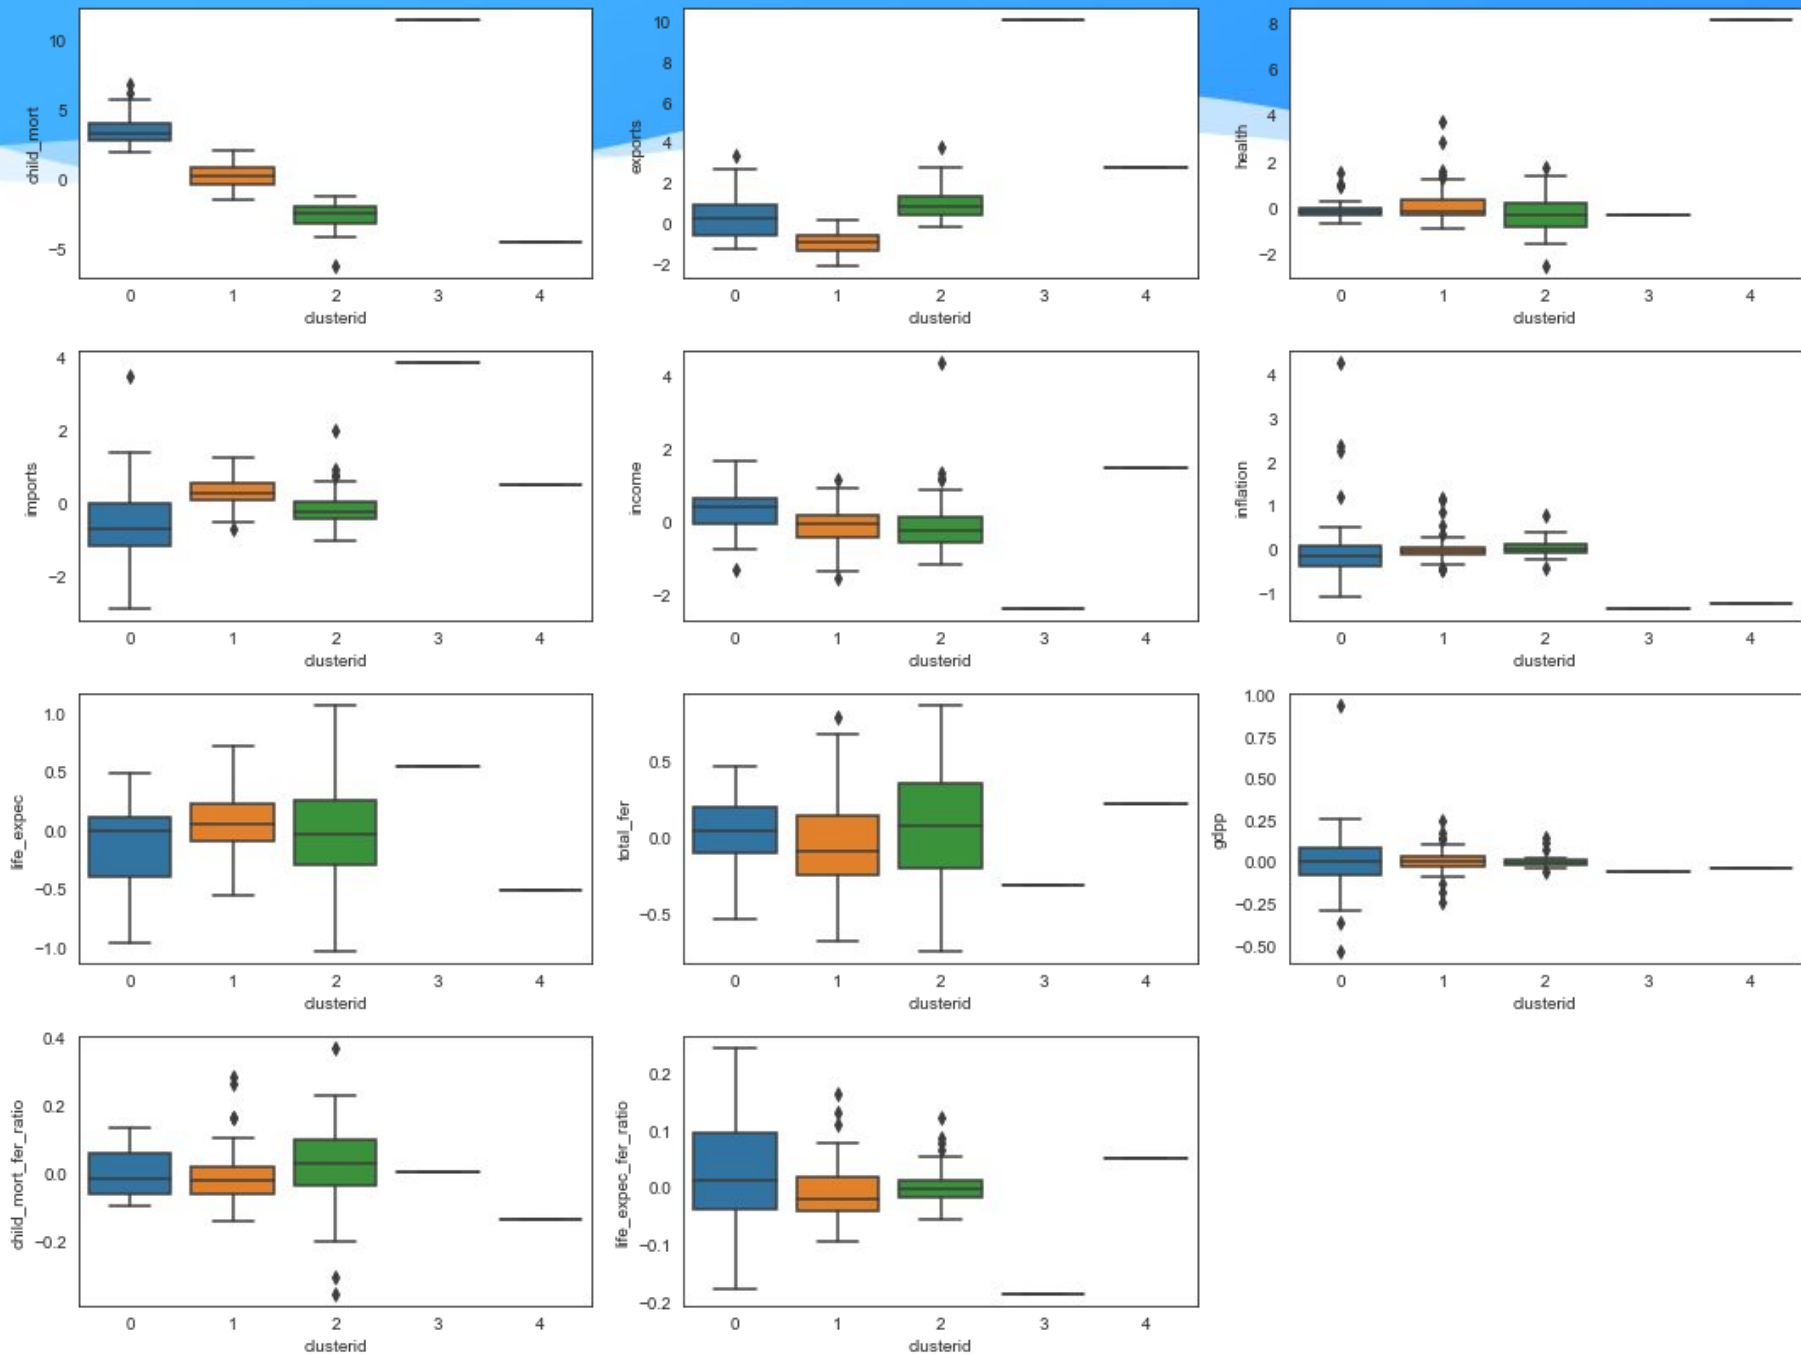 child_mort
10
5
0
−5
0 1 2 3 4
clusterid
exports
10
8
6
4
2
0
−2
0 1 2 3 4
clusterid
health
8
6
4
2
0
−2
0 1 2 3 4
clusterid
imports
4
2
0
−2
0 1 2 3 4
clusterid
income
4
2
0
−2
0 1 2 3 4
clusterid
inflation
4
3
2
1
0
−1
0 1 2 3 4
clusterid
life_expec
1.0
0.5
0.0
−0.5
−1.0
0 1 2 3 4
clusterid
total_fer
0.5
0.0
−0.5
0 1 2 3 4
clusterid
gdpp
1.00
0.75
0.50
0.25
0.00
−0.25
−0.50
0 1 2 3 4
clusterid
child_mort_fer_ratio
0.4
0.2
0.0
−0.2
0 1 2 3 4
clusterid
life_expec_fer_ratio
0.2
0.1
0.0
−0.1
−0.2
0 1 2 3 4
clusterid